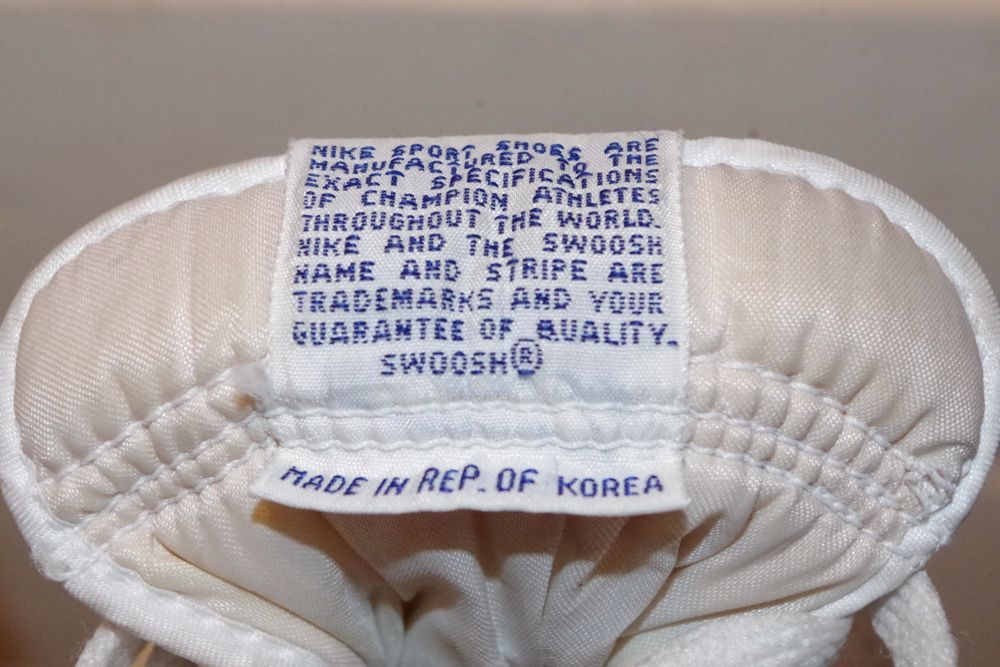 NIKE SPORT SHOES ARE
MANUFACTURED TO THE
EXACT SPECIFICATIONS
OF CHAMPION ATHLETES
THROUGHOUT THE WORLD.
NIKE AND THE SWOOSH
NAME AND STRIPE ARE
TRADEMARKS AND YOUR
GUARANTEE OF QUALITY.
SWOOSH®
MADE IN REP. OF KOREA